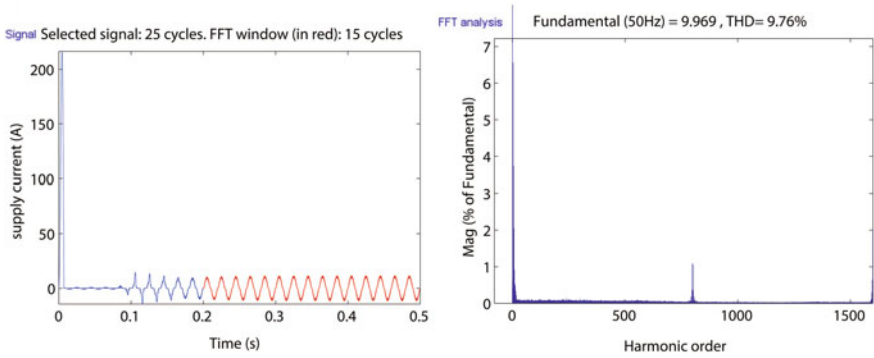 Signal Selected signal: 25 cycles. FFT window (in red): 15 cycles
200
150
100
50
0
supply current (A)
0 0.1 0.2 0.3 0.4 0.5
Time (s)
FFT analysis Fundamental (50Hz) = 9.969 , THD= 9.76%
7
6
5
4
3
2
1
0
Mag (% of Fundamental)
0 500 1000 1500
Harmonic order